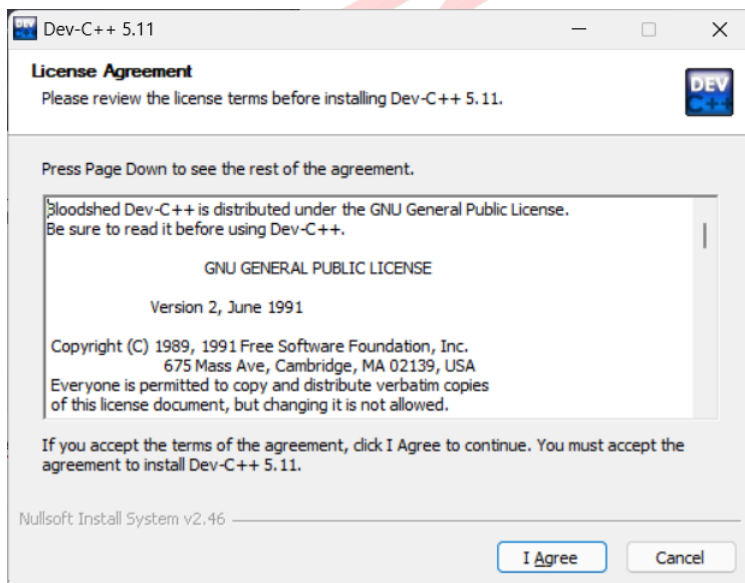 Dev-C++ 5.11
License Agreement
Please review the license terms before installing Dev-C++ 5.11.
DEV
C++
Press Page Down to see the rest of the agreement.
Bloodshed Dev-C++ is distributed under the GNU General Public License.
Be sure to read it before using Dev-C++.
GNU GENERAL PUBLIC LICENSE
Version 2, June 1991
Copyright (C) 1989, 1991 Free Software Foundation, Inc.
675 Mass Ave, Cambridge, MA 02139, USA
Everyone is permitted to copy and distribute verbatim copies
of this license document, but changing it is not allowed.
If you accept the terms of the agreement, click I Agree to continue. You must accept the
agreement to install Dev-C++ 5.11.
Nullsoft Install System v2.46
I Agree
Cancel